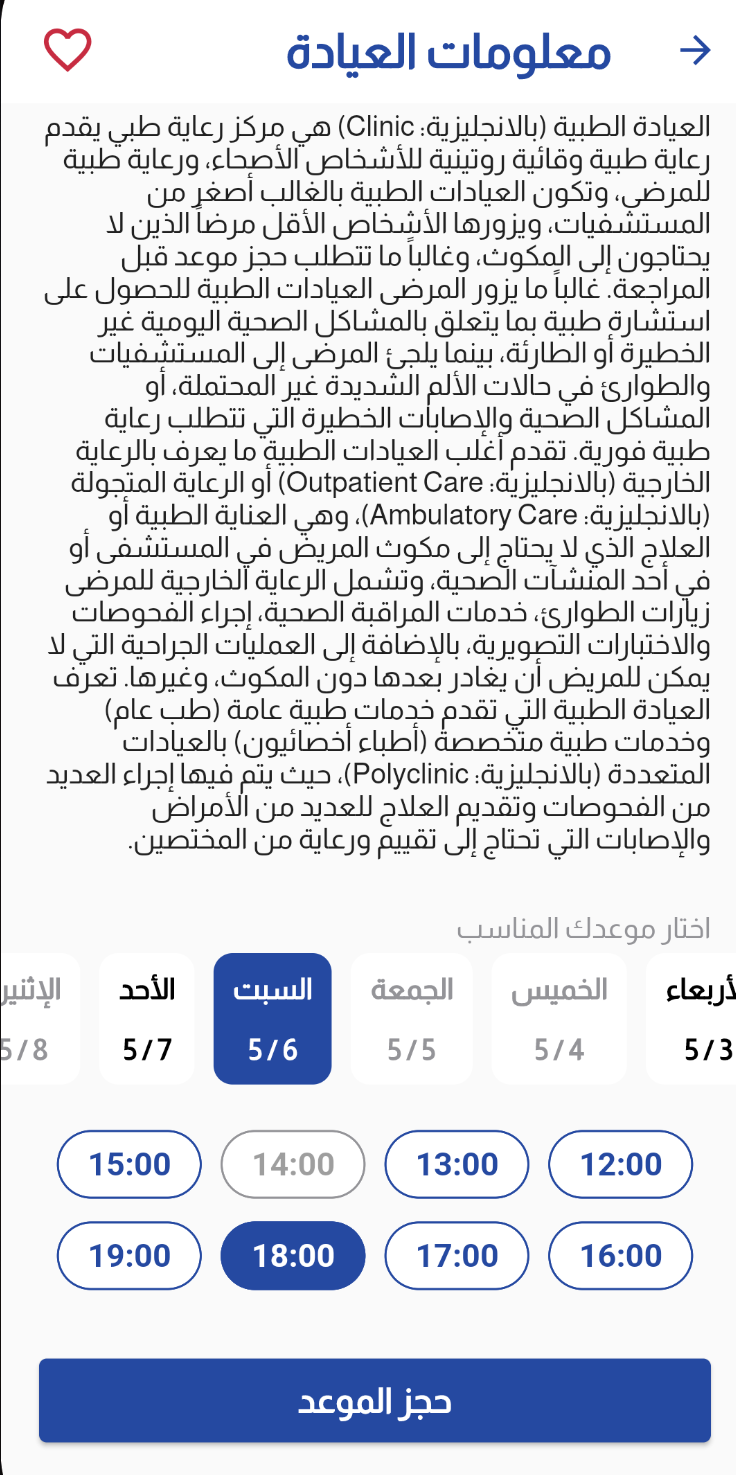 معلومات العيادة
العيادة الطبية (بالانجليزية: Clinic) هي مركز رعاية طبي يقدم
رعاية طبية وقائية روتينية للأشخاص الأصحاء، ورعاية طبية
للمرضى، وتكون العيادات الطبية بالغالب أصغر من
المستشفيات، ويزورها الأشخاص الأقل مرضاً الذين لا
يحتاجون إلى المكوث، وغالباً ما تتطلب حجز موعد قبل
المراجعة. غالباً ما يزور المرضى العيادات الطبية للحصول على
استشارة طبية بما يتعلق بالمشاكل الصحية اليومية غير
الخطيرة أو الطارئة، بينما يلجئ المرضى إلى المستشفيات
والطوارئ في حالات الألم الشديدة غير المحتملة، أو
المشاكل الصحية والإصابات الخطيرة التي تتطلب رعاية
طبية فورية. تقدم أغلب العيادات الطبية ما يعرف بالرعاية
الخارجية (بالانجليزية: Outpatient Care) أو الرعاية المتجولة
(بالانجليزية: Ambulatory Care)، وهي العناية الطبية أو
العلاج الذي لا يحتاج إلى مكوث المريض في المستشفى أو
في أحد المنشآت الصحية، وتشمل الرعاية الخارجية للمرضى
زيارات الطوارئ، خدمات المراقبة الصحية، إجراء الفحوصات
والاختبارات التصويرية، بالإضافة إلى العمليات الجراحية التي لا
يمكن للمريض أن يغادر بعدها دون المكوث، وغيرها. تعرف
العيادة الطبية التي تقدم خدمات طبية عامة (طب عام)
وخدمات طبية متخصصة (أطباء أخصائيون) بالعيادات
المتعددة (بالانجليزية: Polyclinic)، حيث يتم فيها إجراء العديد
من الفحوصات وتقديم العلاج للعديد من الأمراض
والإصابات التي تحتاج إلى تقييم ورعاية من المختصين.
اختار موعدك المناسب
لأربعاء الخميس الجمعة السبت الأحد الإثنين
5/3 5/4 5/5 5/6 5/7 5/8
12:00 13:00 14:00 15:00
16:00 17:00 18:00 19:00
حجز الموعد